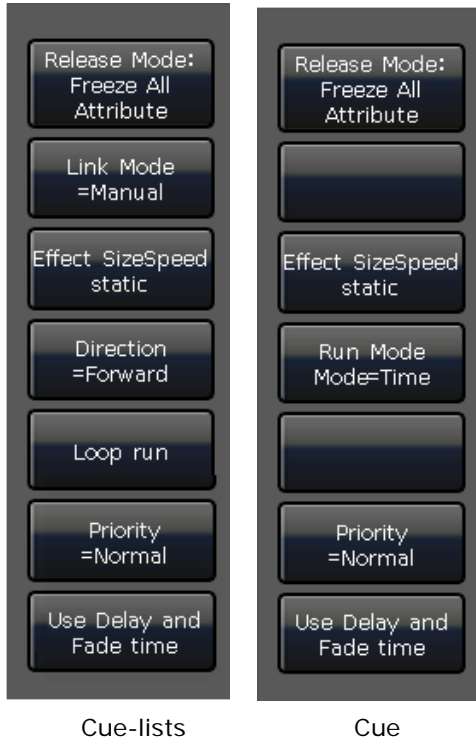 Release Mode:
Freeze All
Attribute
Link Mode
=Manual
Effect SizeSpeed
static
Direction
=Forward
Loop run
Priority
=Normal
Use Delay and
Fade time
Cue-lists
Release Mode:
Freeze All
Attribute
Effect SizeSpeed
static
Run Mode
Mode=Time
Priority
=Normal
Use Delay and
Fade time
Cue